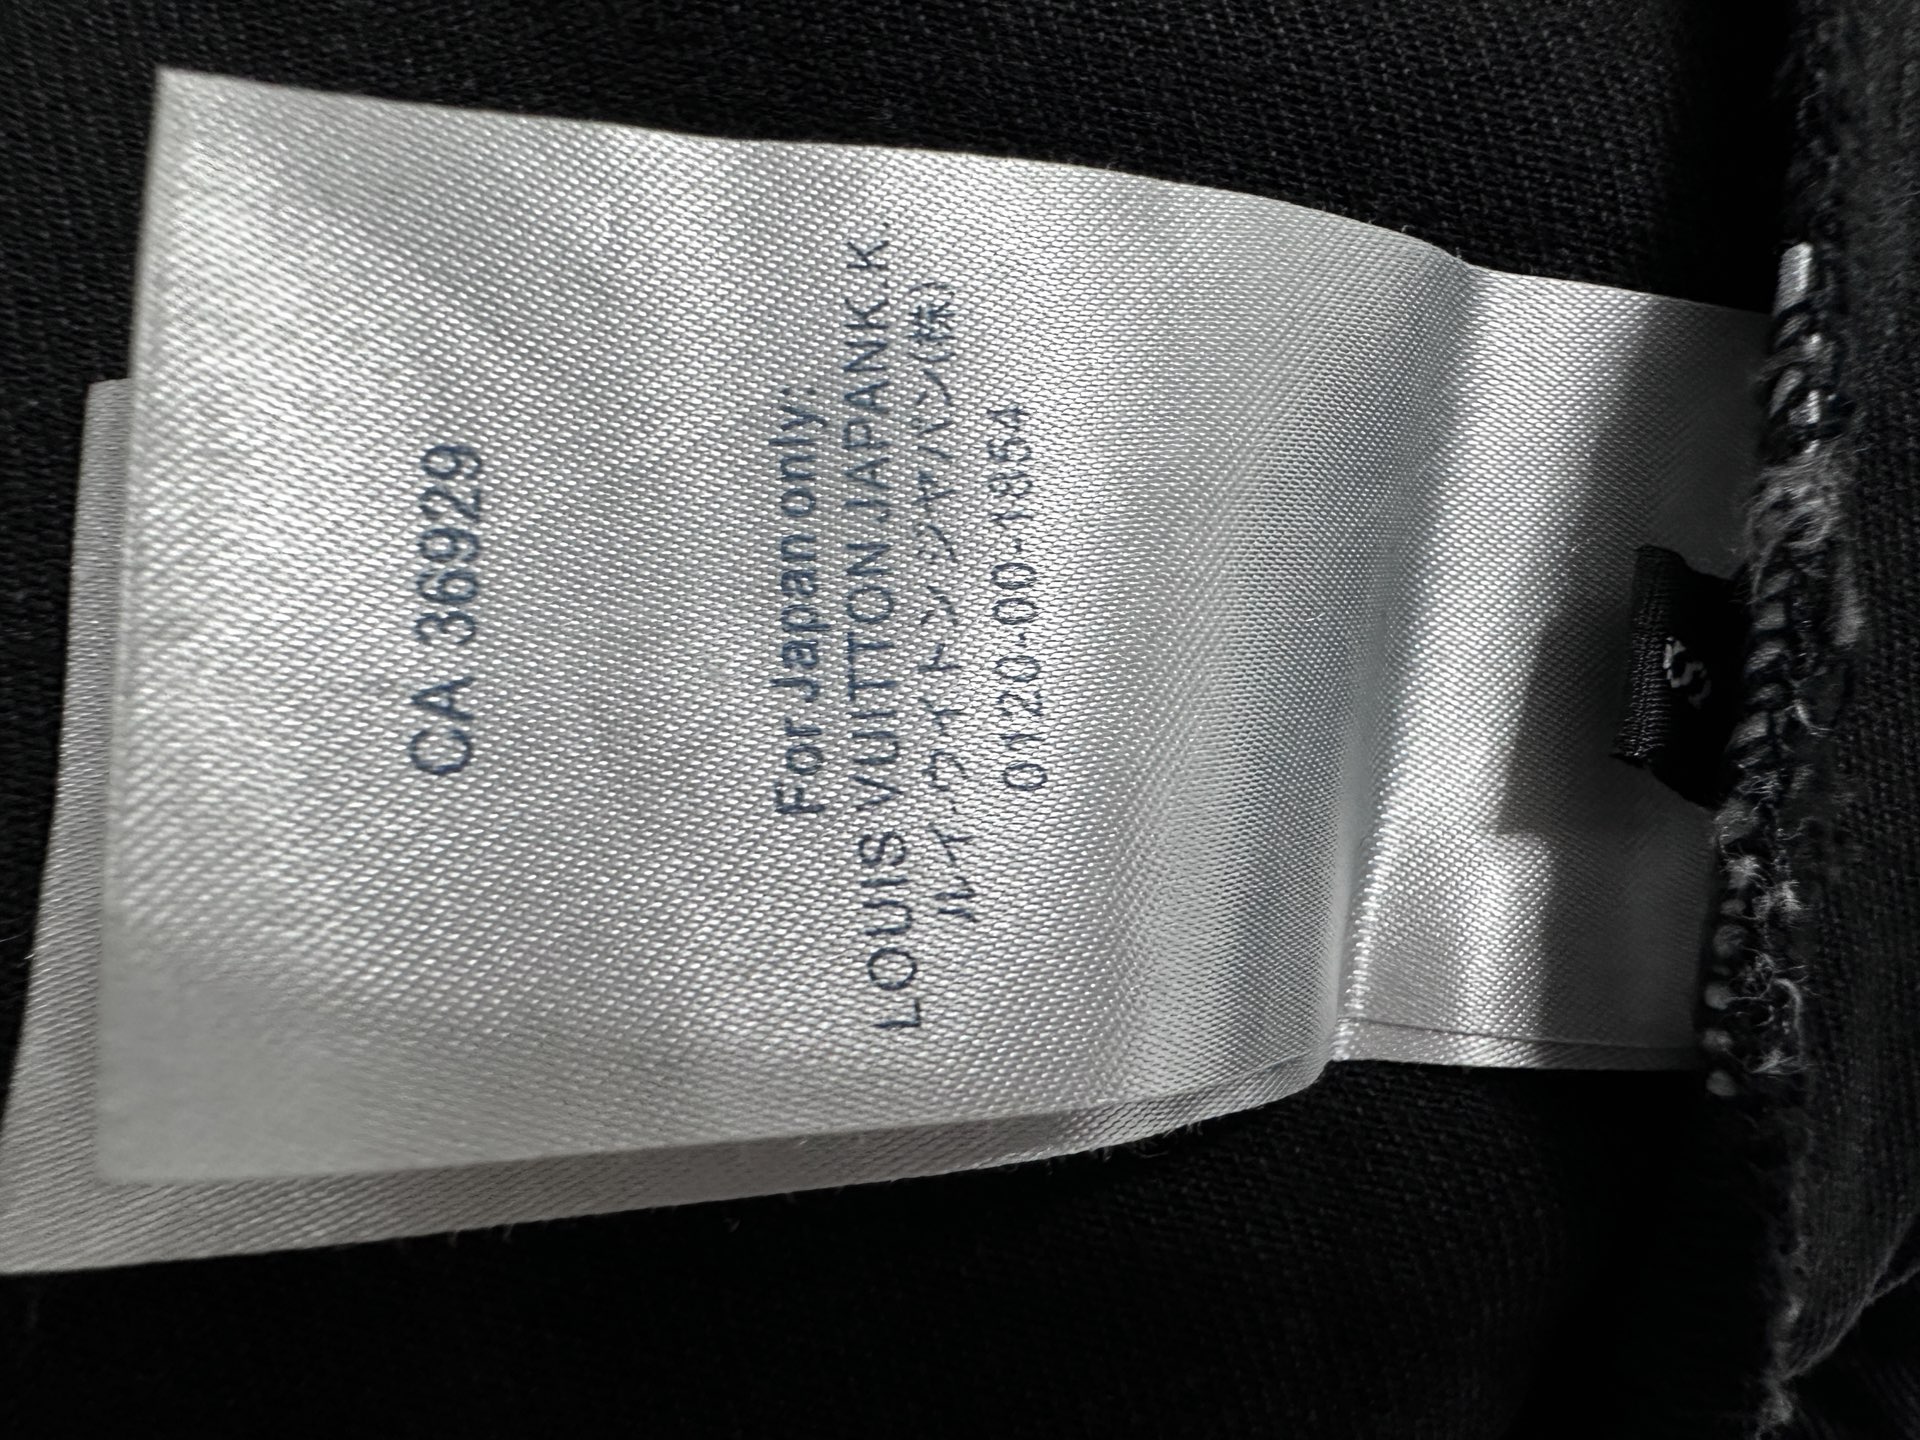 CA 36929
For Japan only:
LOUIS VUITTON JAPAN K.K.
ルイ・ヴィトンジャパン(株)
0120-00-1854
S